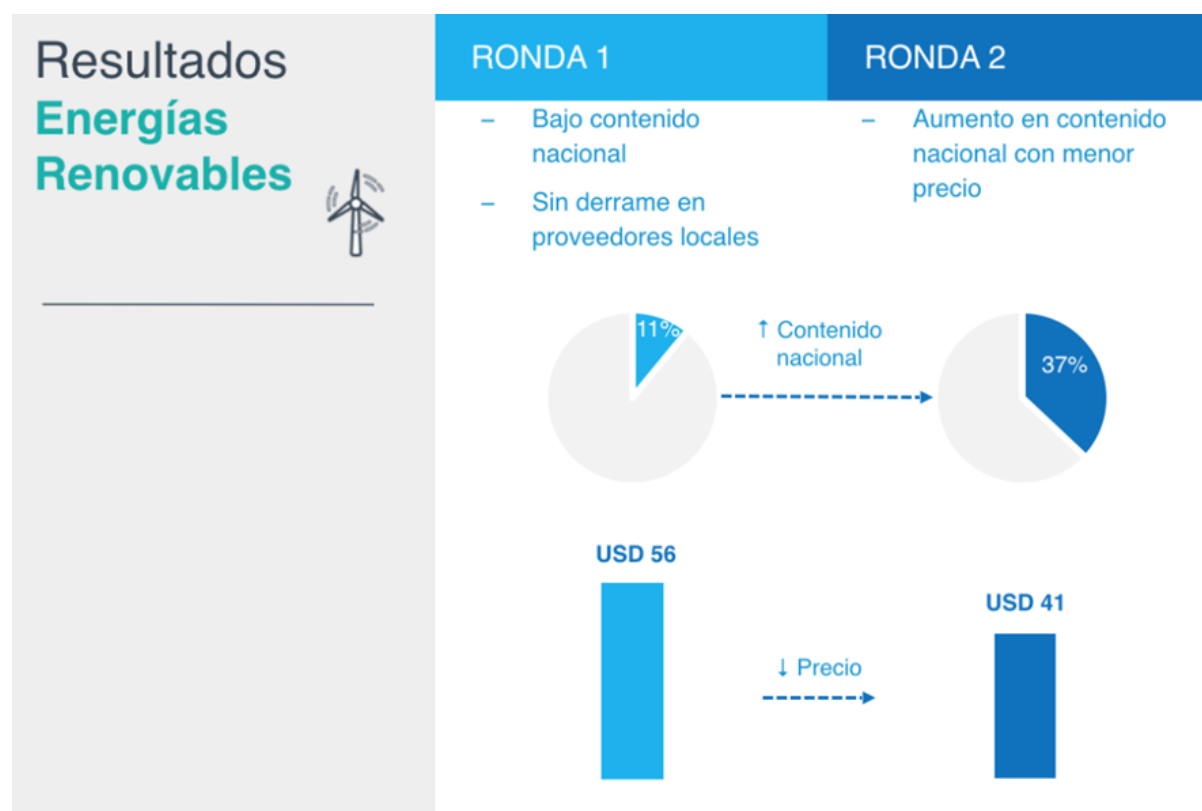 Resultados
Energías
Renovables
RONDA 1
– Bajo contenido
nacional
– Sin derrame en
proveedores locales
RONDA 2
– Aumento en contenido
nacional con menor
precio
11%
↑ Contenido
nacional
37%
USD 56
↓ Precio
USD 41